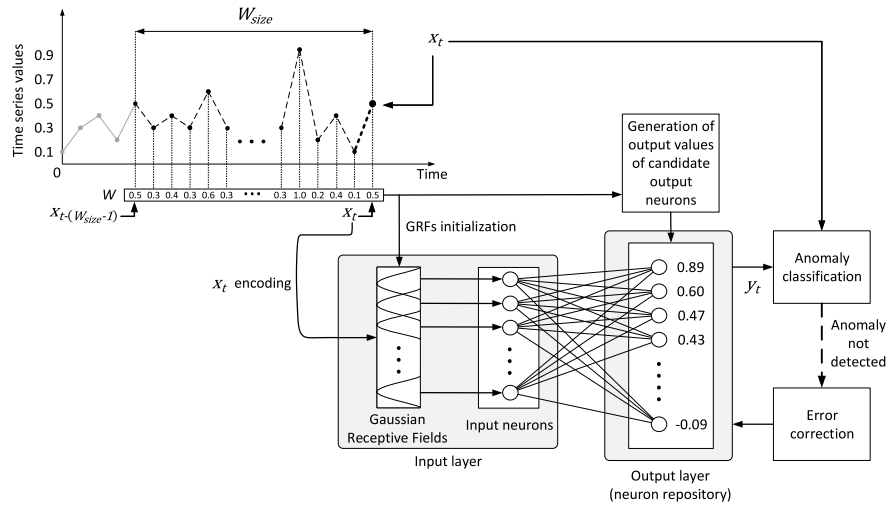 W_size
x_t
Time series values
0.9
0.7
0.5
0.3
0.1
0
Time
W
0.5 0.3 0.4 0.3 0.6 0.3 ••• 0.3 1.0 0.2 0.4 0.1 0.5
x_t-(W_size-1)
x_t
Generation of
output values
of candidate
output
neurons
GRFs initialization
x_t encoding
0.89
0.60
0.47
0.43
-0.09
y_t
Anomaly
classification
Anomaly
not
detected
Error
correction
Gaussian
Receptive Fields
Input neurons
Input layer
Output layer
(neuron repository)